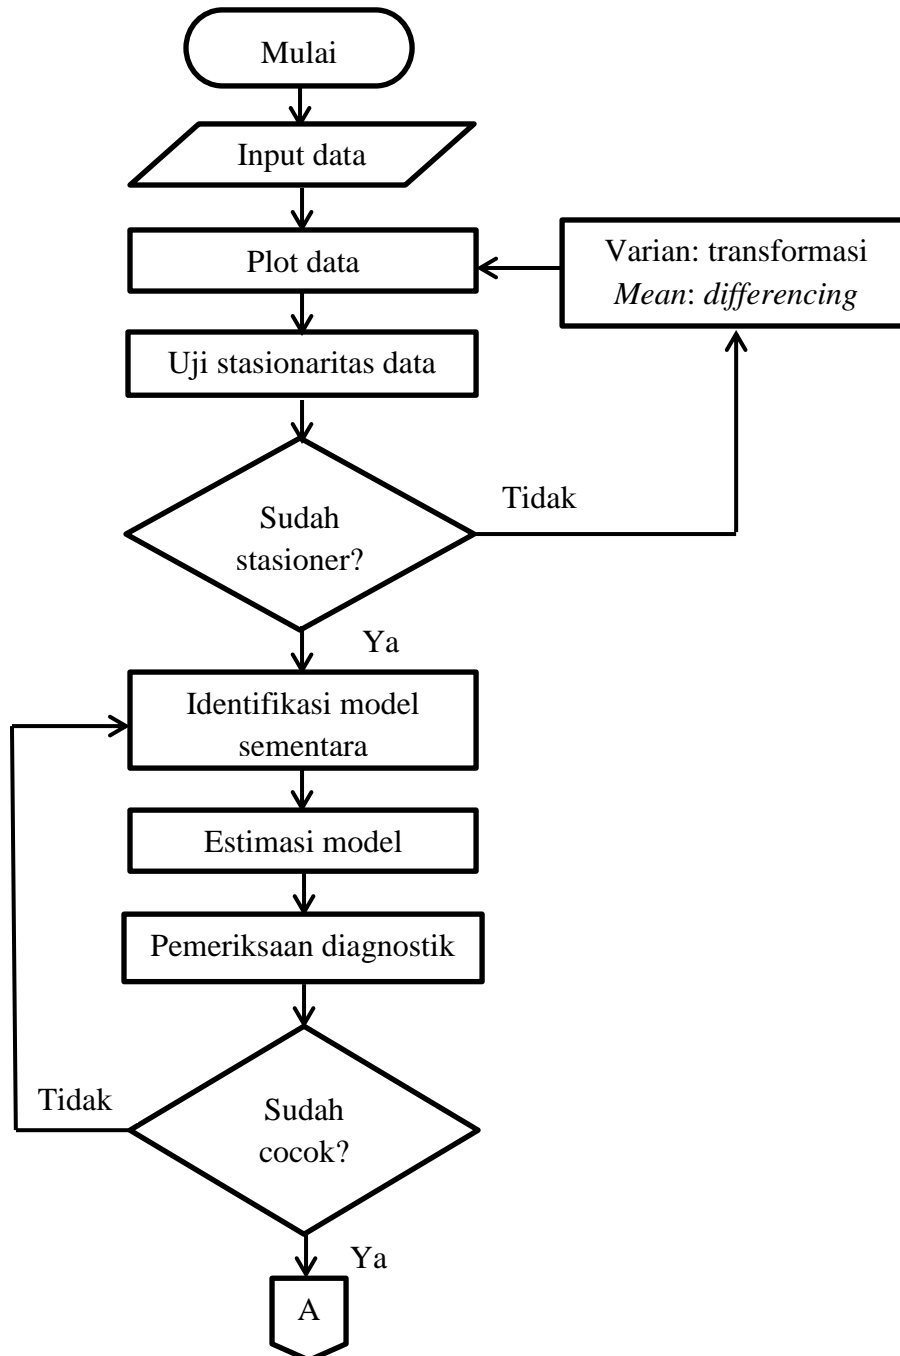 Mulai
Input data
Plot data
Varian: transformasi
Mean: differencing
Uji stasionaritas data
Sudah
stasioner?
Tidak
Ya
Identifikasi model
sementara
Estimasi model
Pemeriksaan diagnostik
Sudah
cocok?
Tidak
Ya
A